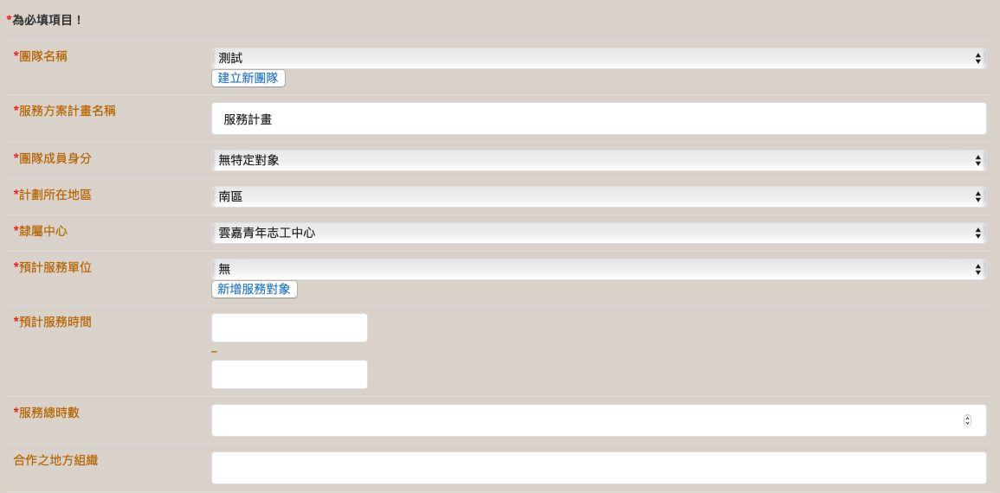 *為必填項目！
*團隊名稱
測試
建立新團隊
*服務方案計畫名稱
服務計畫
*團隊成員身分
無特定對象
*計劃所在地區
南區
*隸屬中心
雲嘉青年志工中心
*預計服務單位
無
新增服務對象
*預計服務時間
–
*服務總時數
合作之地方組織